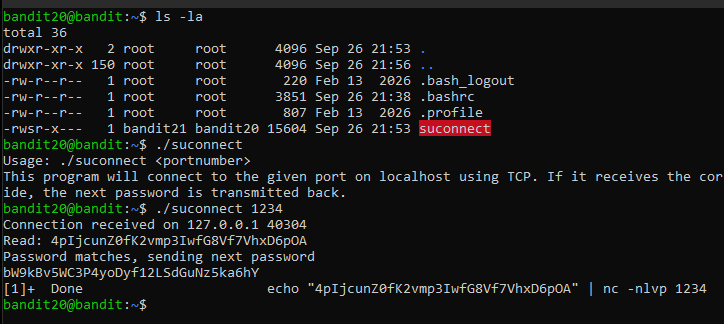 bandit20@bandit:~$ ls -la
total 36
drwxr-xr-x   2 root     root      4096 Sep 26 21:53 .
drwxr-xr-x 150 root     root      4096 Sep 26 21:56 ..
-rw-r--r--   1 root     root       220 Feb 13  2026 .bash_logout
-rw-r--r--   1 root     root      3851 Sep 26 21:38 .bashrc
-rw-r--r--   1 root     root       807 Feb 13  2026 .profile
-rwsr-x---   1 bandit21 bandit20 15604 Sep 26 21:53 suconnect
bandit20@bandit:~$ ./suconnect
Usage: ./suconnect <portnumber>
This program will connect to the given port on localhost using TCP. If it receives the cor
ide, the next password is transmitted back.
bandit20@bandit:~$ ./suconnect 1234
Connection received on 127.0.0.1 40304
Read: 4pIjcunZ0fK2vmp3IwfG8Vf7VhxD6pOA
Password matches, sending next password
bW9kBv5WC3P4yoDyf12LSdGuNz5ka6hY
[1]+  Done                    echo "4pIjcunZ0fK2vmp3IwfG8Vf7VhxD6pOA" | nc -nlvp 1234
bandit20@bandit:~$